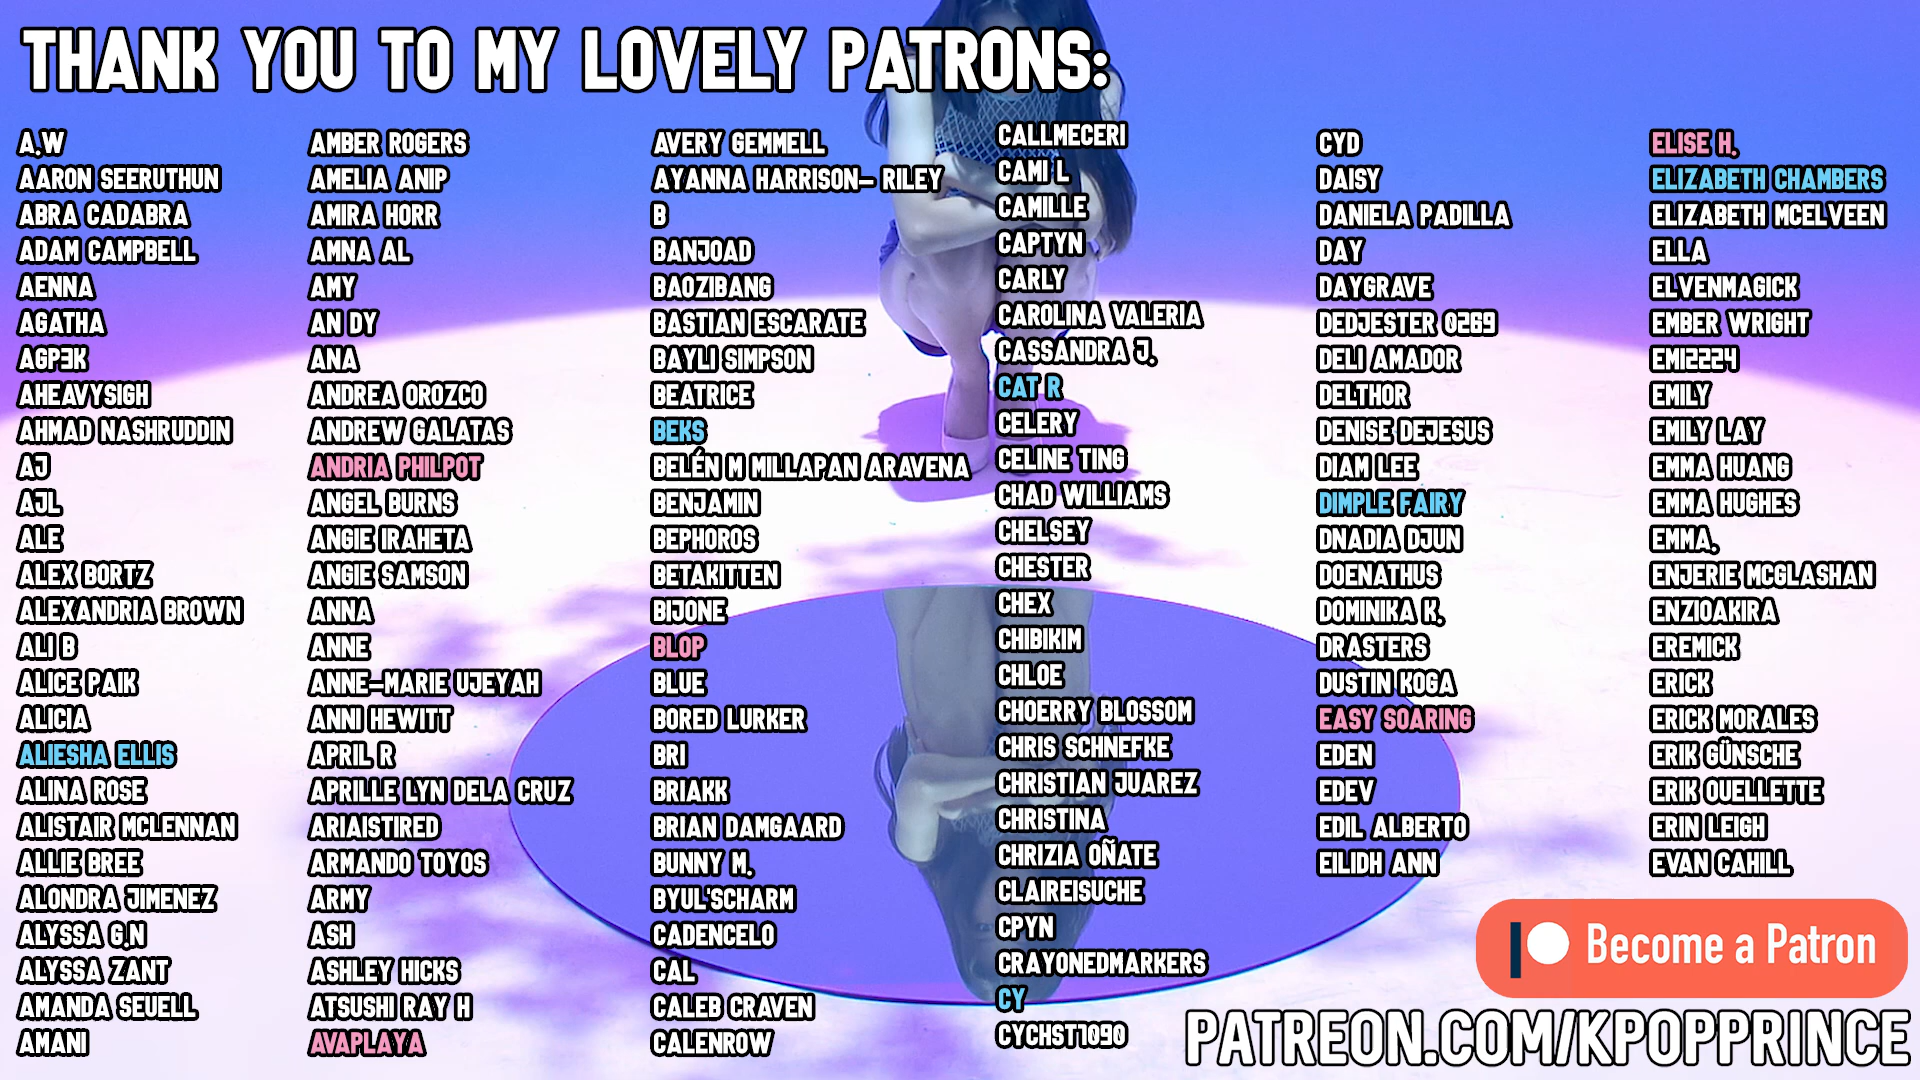 THANK YOU TO MY LOVELY PATRONS:
A.W
AARON SEERUTHUN
ABRA CADABRA
ADAM CAMPBELL
AENNA
AGATHA
AGP3K
AHEAVYSIGH
AHMAD NASHRUDDIN
AJ
AJL
ALE
ALEX BORTZ
ALEXANDRIA BROWN
ALI B
ALICE PAIK
ALICIA
ALIESHA ELLIS
ALINA ROSE
ALISTAIR MCLENNAN
ALLIE BREE
ALONDRA JIMENEZ
ALYSSA G.N
ALYSSA ZANT
AMANDA SEUELL
AMANI
AMBER ROGERS
AMELIA ANIP
AMIRA HORR
AMNA AL
AMY
AN DY
ANA
ANDREA OROZCO
ANDREW GALATAS
ANDRIA PHILPOT
ANGEL BURNS
ANGIE IRAHETA
ANGIE SAMSON
ANNA
ANNE
ANNE-MARIE UJEYAH
ANNI HEWITT
APRIL R
APRILLE LYN DELA CRUZ
ARIAISTIRED
ARMANDO TOYOS
ARMY
ASH
ASHLEY HICKS
ATSUSHI RAY H
AVAPLAYA
AVERY GEMMELL
AYANNA HARRISON- RILEY
B
BANJOAD
BAOZIBANG
BASTIAN ESCARATE
BAYLI SIMPSON
BEATRICE
BEKS
BELÉN M MILLAPAN ARAVENA
BENJAMIN
BEPHOROS
BETAKITTEN
BIJONE
BLOP
BLUE
BORED LURKER
BRI
BRIAKK
BRIAN DAMGAARD
BUNNY M.
BYUL'SCHARM
CADENCELO
CAL
CALEB CRAVEN
CALENROW
CALLMECERI
CAMI L
CAMILLE
CAPTYN
CARLY
CAROLINA VALERIA
CASSANDRA J.
CAT R
CELERY
CELINE TING
CHAD WILLIAMS
CHELSEY
CHESTER
CHEX
CHIBIKIM
CHLOE
CHOERRY BLOSSOM
CHRIS SCHNEFKE
CHRISTIAN JUAREZ
CHRISTINA
CHRIZIA OÑATE
CLAIREISUCHE
CPYN
CRAYONEDMARKERS
CY
CYCHST1090
CYD
DAISY
DANIELA PADILLA
DAY
DAYGRAVE
DEDJESTER 0269
DELI AMADOR
DELTHOR
DENISE DEJESUS
DIAM LEE
DIMPLE FAIRY
DNADIA DJUN
DOENATHUS
DOMINIKA K.
DRASTERS
DUSTIN KOGA
EASY SOARING
EDEN
EDEV
EDIL ALBERTO
EILIDH ANN
ELISE H.
ELIZABETH CHAMBERS
ELIZABETH MCELVEEN
ELLA
ELVENMAGICK
EMBER WRIGHT
EMI2224
EMILY
EMILY LAY
EMMA HUANG
EMMA HUGHES
EMMA.
ENJERIE MCGLASHAN
ENZIOAKIRA
EREMICK
ERICK
ERICK MORALES
ERIK GÜNSCHE
ERIK OUELLETTE
ERIN LEIGH
EVAN CAHILL
Become a Patron
PATREON.COM/KPOPPRINCE